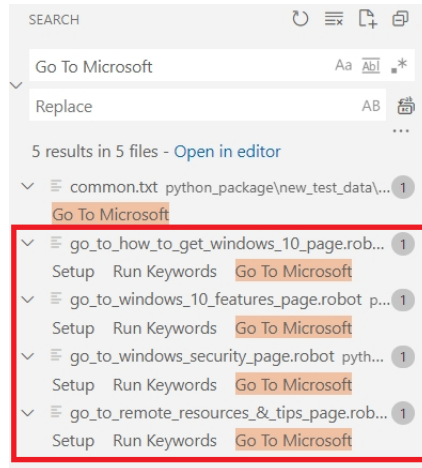 SEARCH
Go To Microsoft Aa Abl .*
Replace AB
...
5 results in 5 files - Open in editor
common.txt python_package\new_test_data\... 1
Go To Microsoft
go_to_how_to_get_windows_10_page.rob... 1
Setup Run Keywords Go To Microsoft
go_to_windows_10_features_page.robot p... 1
Setup Run Keywords Go To Microsoft
go_to_windows_security_page.robot pyth... 1
Setup Run Keywords Go To Microsoft
go_to_remote_resources_&_tips_page.rob... 1
Setup Run Keywords Go To Microsoft